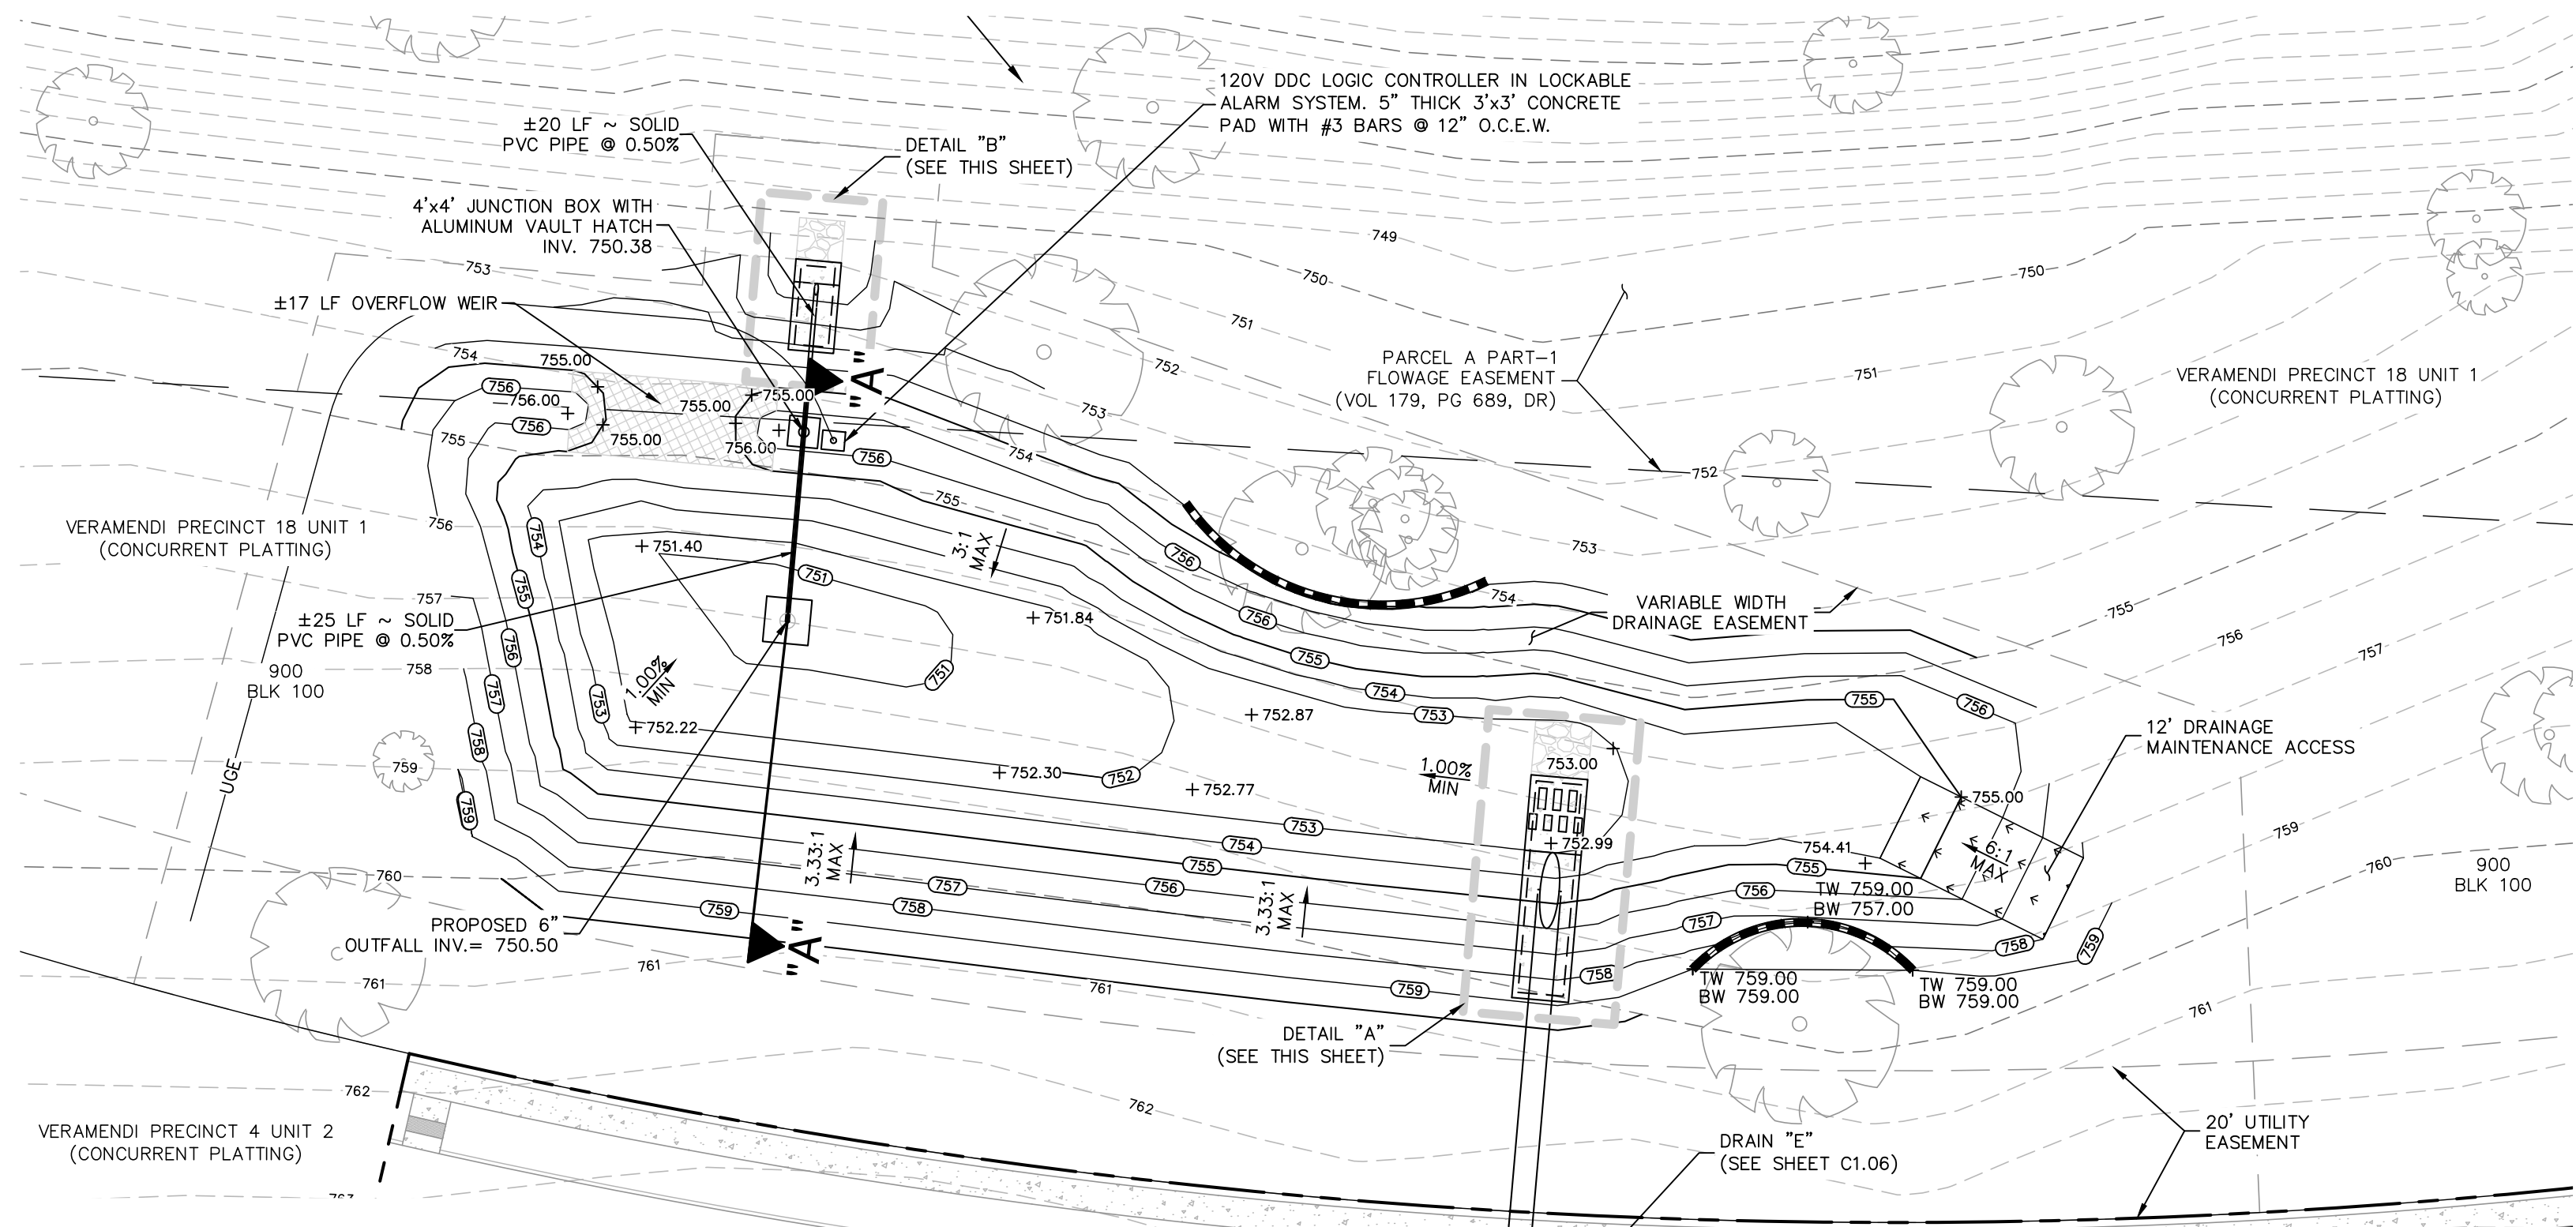 120V DDC LOGIC CONTROLLER IN LOCKABLE
ALARM SYSTEM. 5" THICK 3'x3' CONCRETE
PAD WITH #3 BARS @ 12" O.C.E.W.
±20 LF ~ SOLID
PVC PIPE @ 0.50%
DETAIL "B"
(SEE THIS SHEET)
4'x4' JUNCTION BOX WITH
ALUMINUM VAULT HATCH
INV. 750.38
±17 LF OVERFLOW WEIR
753
749
750
750
751
751
752
752
753
753
754
755
756
757
758
759
760
761
762
754
755
754
755
756
757
759
760
761
761
761
762
754
755.00
756
756.00
756
755.00
755.00
755.00
756.00
756
"A"
PARCEL A PART-1
FLOWAGE EASEMENT
(VOL 179, PG 689, DR)
VERAMENDI PRECINCT 18 UNIT 1
(CONCURRENT PLATTING)
VERAMENDI PRECINCT 18 UNIT 1
(CONCURRENT PLATTING)
751.40
751
751
751.84
3:1
MAX
754
755
756
757
758
759
753
±25 LF ~ SOLID
PVC PIPE @ 0.50%
900
BLK 100
1.00%
MIN
752.22
752.30
752
752.87
752.77
UGE
756
756
755
754
753
VARIABLE WIDTH
DRAINAGE EASEMENT
755
756
12' DRAINAGE
MAINTENANCE ACCESS
1.00%
MIN
753.00
752.99
755.00
754.41
6:1
MAX
753
754
755
756
757
758
759
3.33:1
MAX
3.33:1
MAX
755
756
757
758
758
759
759
TW 759.00
BW 757.00
TW 759.00
BW 759.00
TW 759.00
BW 759.00
900
BLK 100
PROPOSED 6"
OUTFALL INV.= 750.50
"A"
DETAIL "A"
(SEE THIS SHEET)
DRAIN "E"
(SEE SHEET C1.06)
20' UTILITY
EASEMENT
VERAMENDI PRECINCT 4 UNIT 2
(CONCURRENT PLATTING)